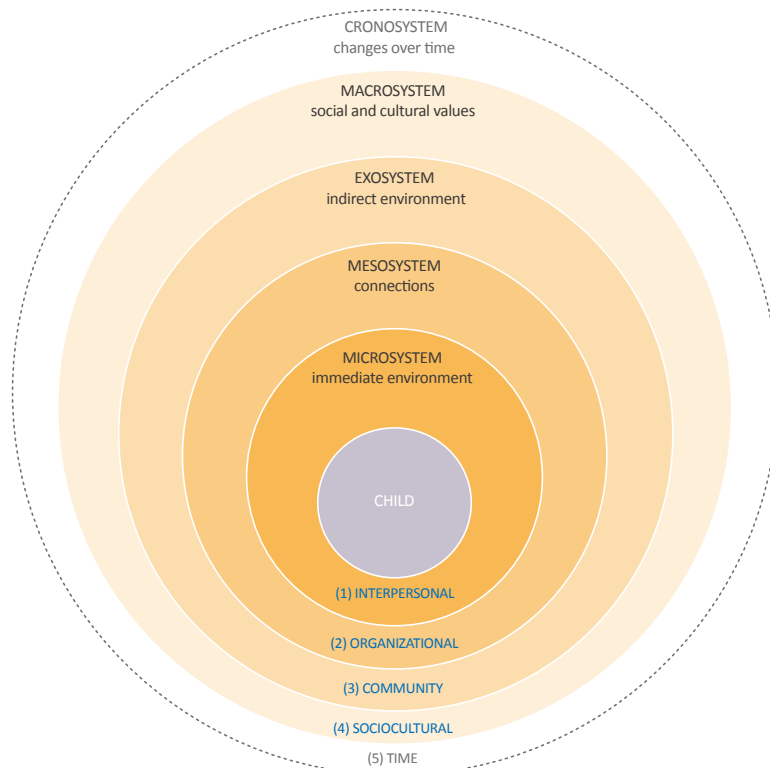 CRONOSYSTEM
changes over time
MACROSYSTEM
social and cultural values
EXOSYSTEM
indirect environment
MESOSYSTEM
connections
MICROSYSTEM
immediate environment
CHILD
(1) INTERPERSONAL
(2) ORGANIZATIONAL
(3) COMMUNITY
(4) SOCIOCULTURAL
(5) TIME